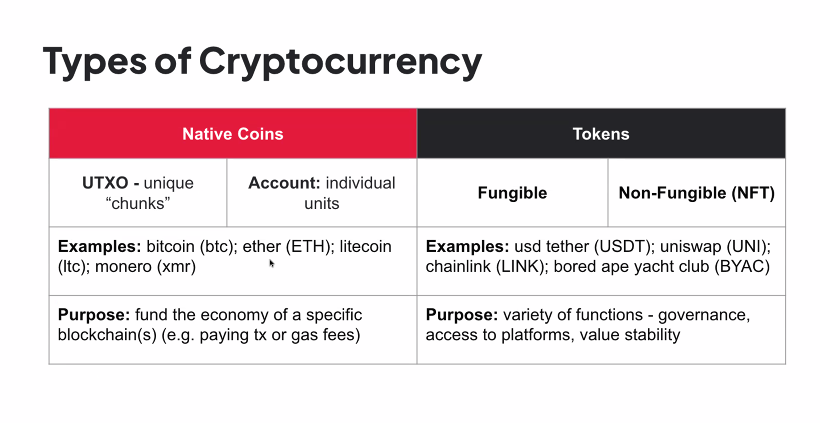 Types of Cryptocurrency
Native Coins
Tokens
UTXO - unique
“chunks”
Account: individual
units
Fungible
Non-Fungible (NFT)
Examples: bitcoin (btc); ether (ETH); litecoin
(ltc); monero (xmr)
Examples: usd tether (USDT); uniswap (UNI);
chainlink (LINK); bored ape yacht club (BYAC)
Purpose: fund the economy of a specific
blockchain(s) (e.g. paying tx or gas fees)
Purpose: variety of functions - governance,
access to platforms, value stability